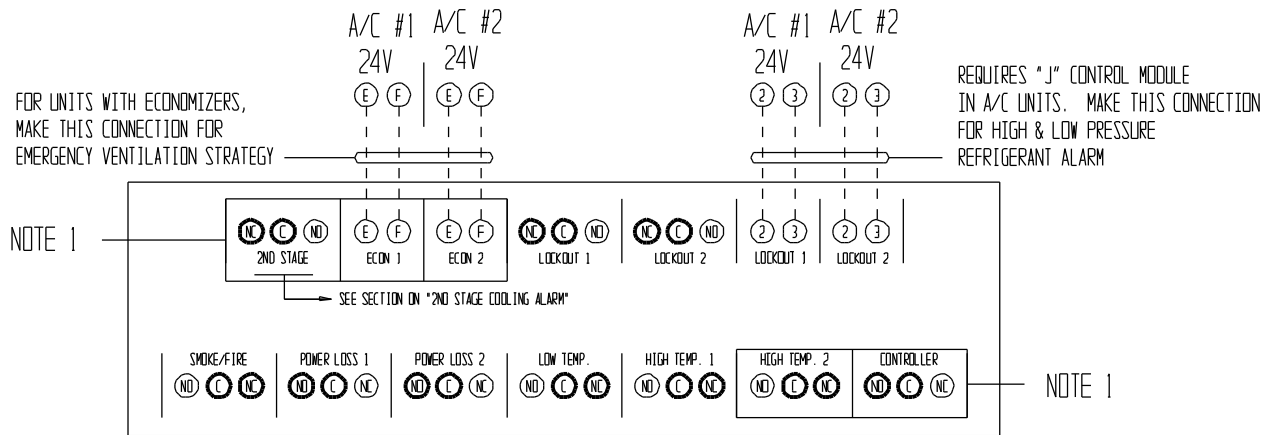 A/C #1 A/C #2
24V 24V
E F E F
A/C #1 A/C #2
24V 24V
2 3 2 3
FOR UNITS WITH ECONOMIZERS,
MAKE THIS CONNECTION FOR
EMERGENCY VENTILATION STRATEGY
REQUIRES "J" CONTROL MODULE
IN A/C UNITS. MAKE THIS CONNECTION
FOR HIGH & LOW PRESSURE
REFRIGERANT ALARM
NOTE 1
NC C NO E F E F NC C NO NC C NO 2 3 2 3
2ND STAGE ECON 1 ECON 2 LOCKOUT 1 LOCKOUT 2 LOCKOUT 1 LOCKOUT 2
SEE SECTION ON "2ND STAGE COOLING ALARM"
SMOKE/FIRE POWER LOSS 1 POWER LOSS 2 LOW TEMP. HIGH TEMP. 1 HIGH TEMP. 2 CONTROLLER
NO C NC NO C NC NO C NC NO C NC NO C NC NO C NC NO C NC
NOTE 1